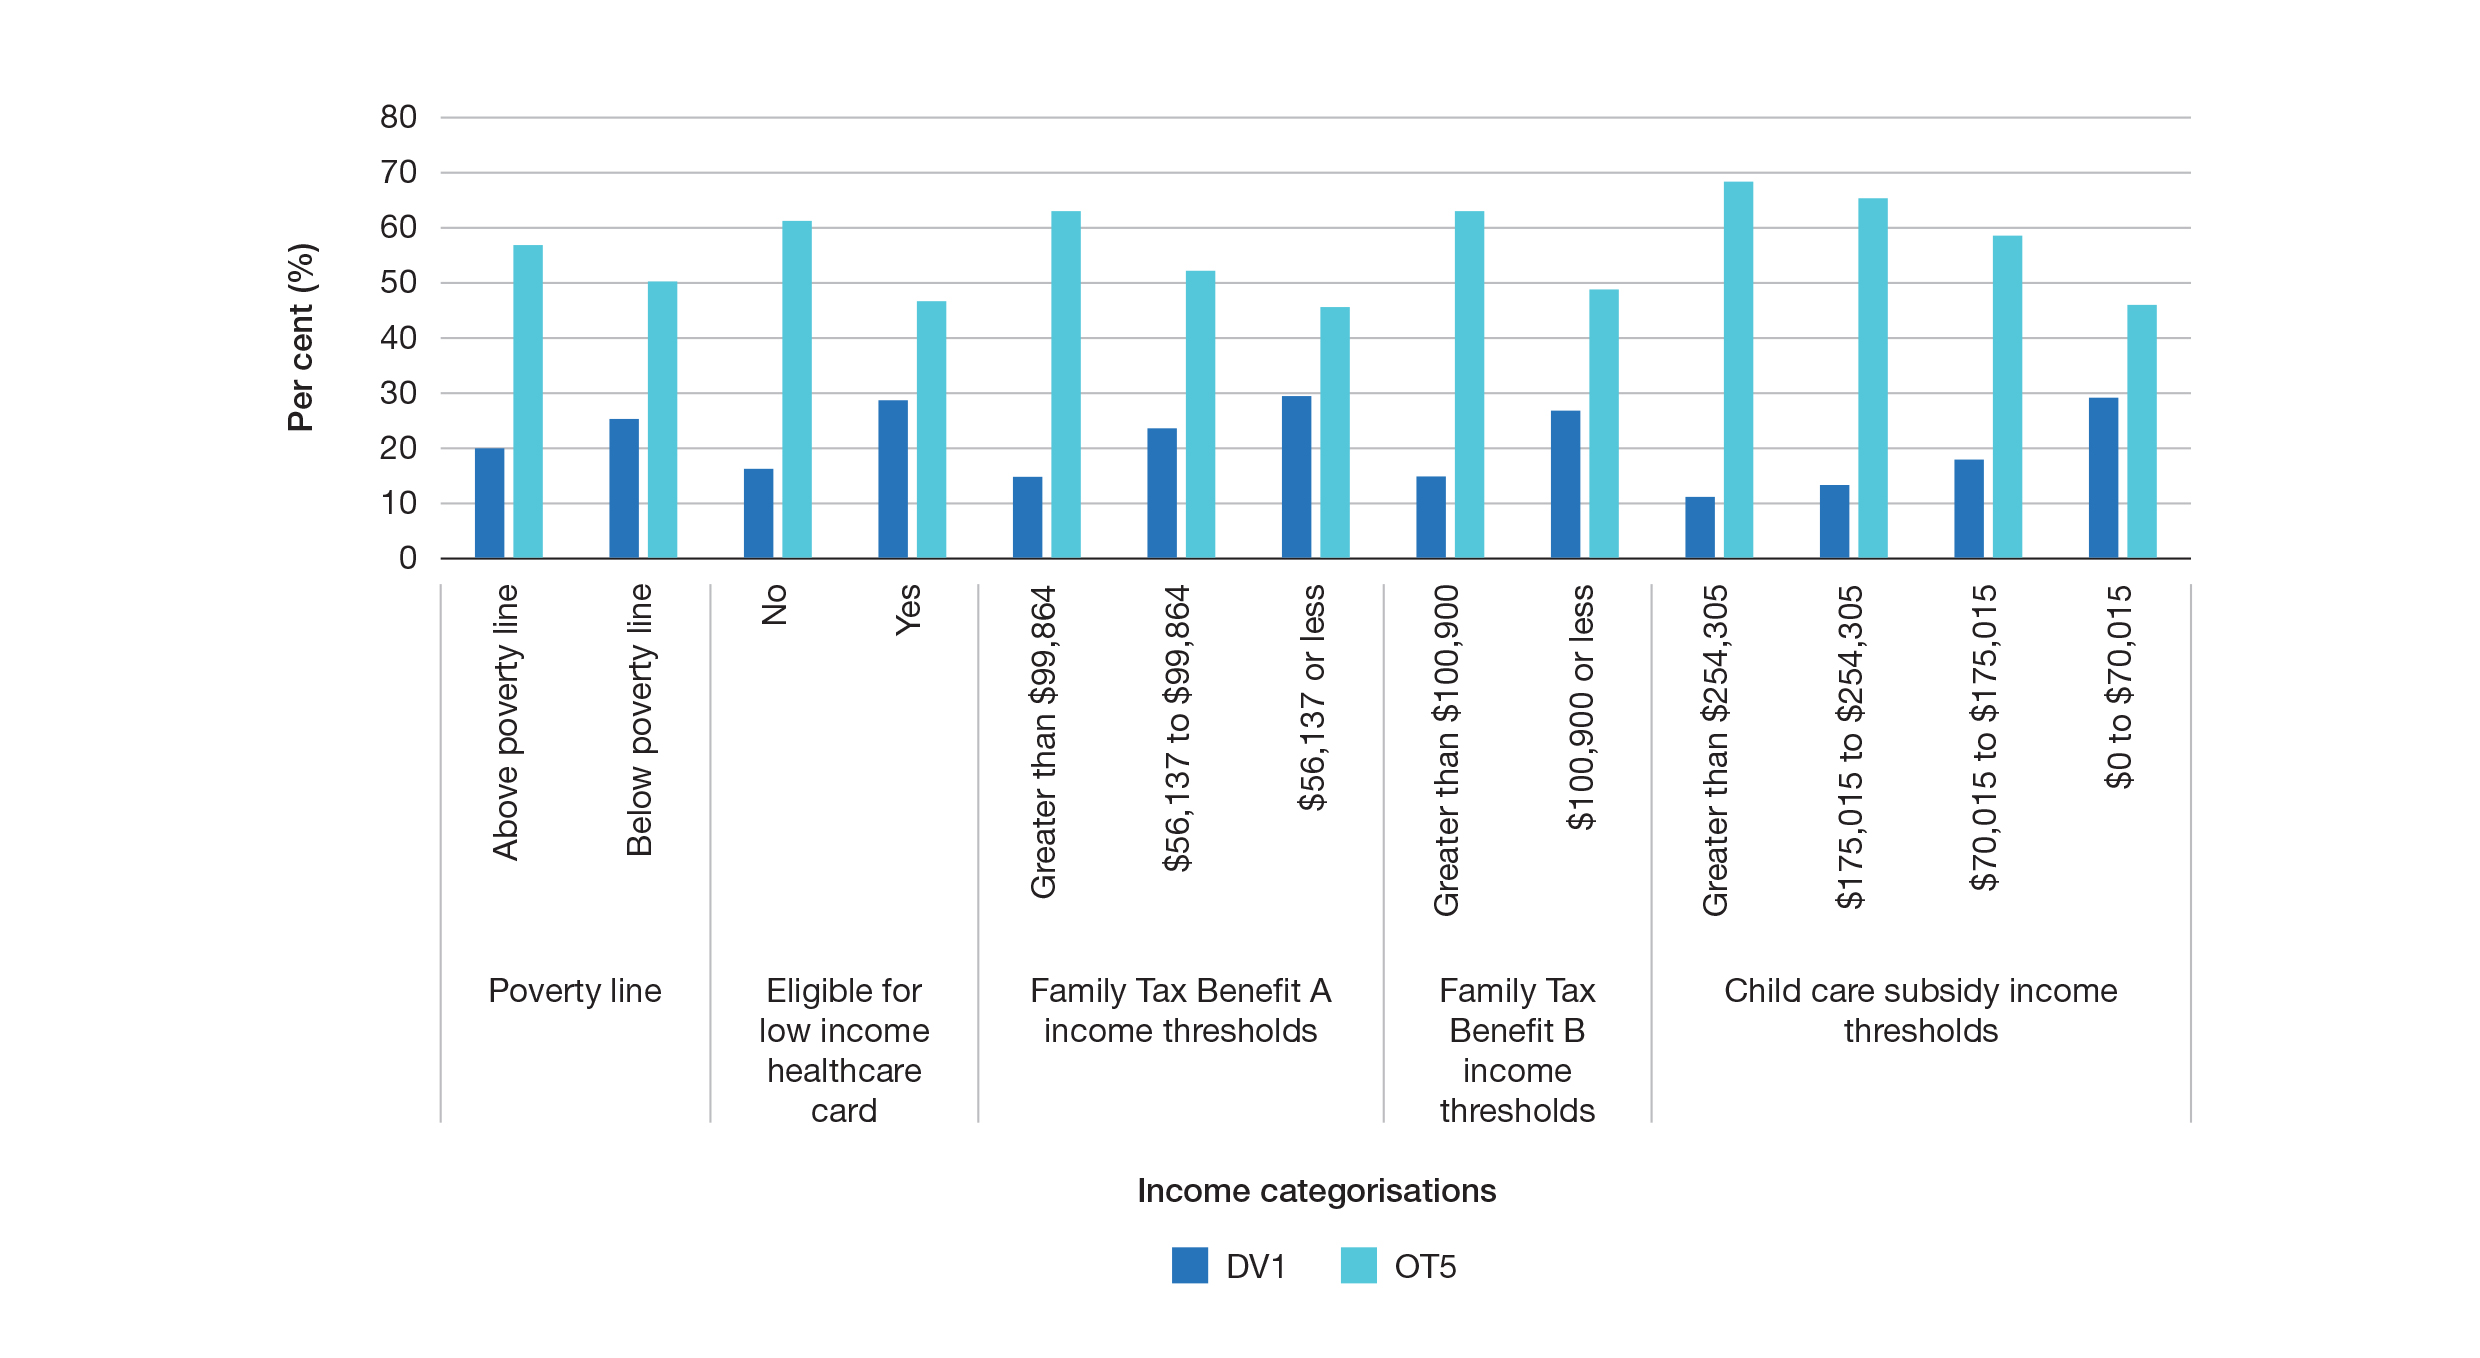 80
70
60
50
40
30
20
10
0
Per cent (%)
Above poverty line
Below poverty line
No
Yes
Greater than $99,864
$56,137 to $99,864
$56,137 or less
Greater than $100,900
$100,900 or less
Greater than $254,305
$175,015 to $254,305
$70,015 to $175,015
$0 to $70,015
Poverty line
Eligible for
low income
healthcare
card
Family Tax Benefit A
income thresholds
Family Tax
Benefit B
income
thresholds
Child care subsidy income
thresholds
Income categorisations
DV1
OT5